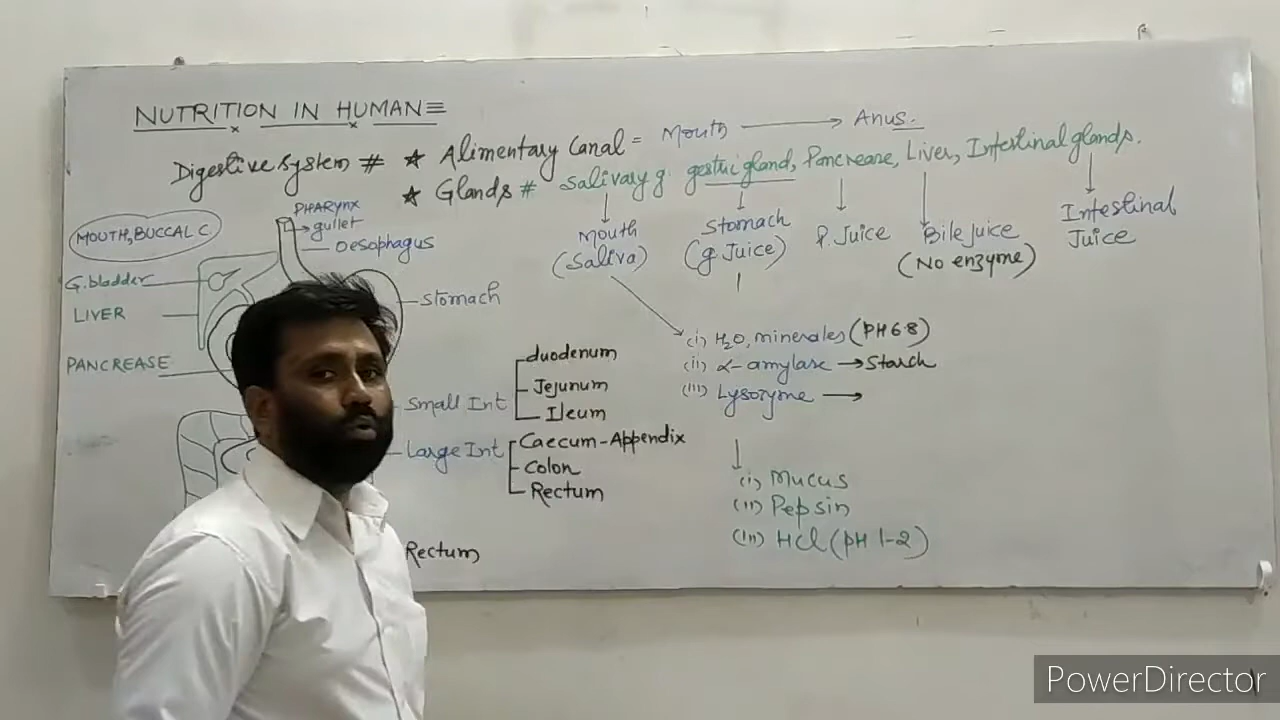 NUTRITION IN HUMAN
Digestive system # ★ Alimentary Canal = Mouth → Anus.
★ Glands # Salivary g. gestric gland, Pancrease, Liver, Intestinal glands.
Mouth
(Saliva)
Stomach
(g. Juice)
P. Juice
Bile juice
(No enzyme)
Intestinal
Juice
MOUTH, BUCCAL C.
PHARYNX
gullet
Oesophagus
G.bladder
LIVER
PANCREASE
Stomach
Small Int
duodenum
Jejunum
Ileum
Large Int
Caecum-Appendix
Colon
Rectum
Rectum
(i) H₂O, minerales (PH 6.8)
(ii) α-amylase → Starch
(iii) Lysozyme →
(i) Mucus
(ii) Pepsin
(iii) HCl (PH 1-2)
PowerDirector